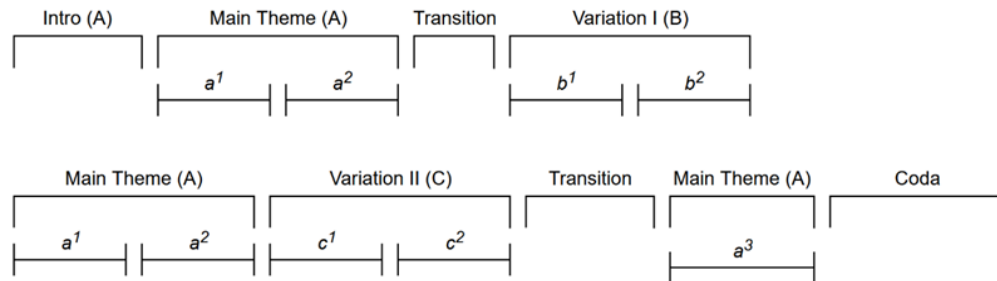 Intro (A) Main Theme (A) Transition Variation I (B)
a¹ a² b¹ b²
Main Theme (A) Variation II (C) Transition Main Theme (A) Coda
a¹ a² c¹ c² a³